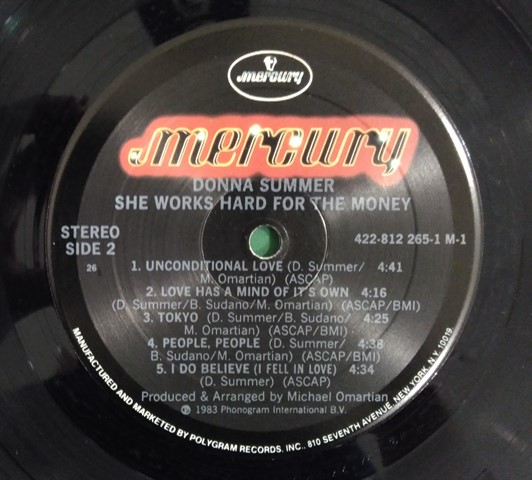 mercury
mercury
DONNA SUMMER
SHE WORKS HARD FOR THE MONEY
STEREO
SIDE 2
422-812 265-1 M-1
26
1. UNCONDITIONAL LOVE (D. Summer/ 4:41
M. Omartian) (ASCAP)
2. LOVE HAS A MIND OF IT'S OWN 4:16
(D. Summer/B. Sudano/M. Omartian) (ASCAP/BMI)
3. TOKYO (D. Summer/B. Sudano/ 4:25
M. Omartian) (ASCAP/BMI)
4. PEOPLE, PEOPLE (D. Summer/ 4:38
B. Sudano/M. Omartian) (ASCAP/BMI)
5. I DO BELIEVE (I FELL IN LOVE) 4:34
(D. Summer) (ASCAP)
Produced & Arranged by Michael Omartian
℗ 1983 Phonogram International B.V.
MANUFACTURED AND MARKETED BY POLYGRAM RECORDS, INC., 810 SEVENTH AVENUE, NEW YORK, N.Y. 10019